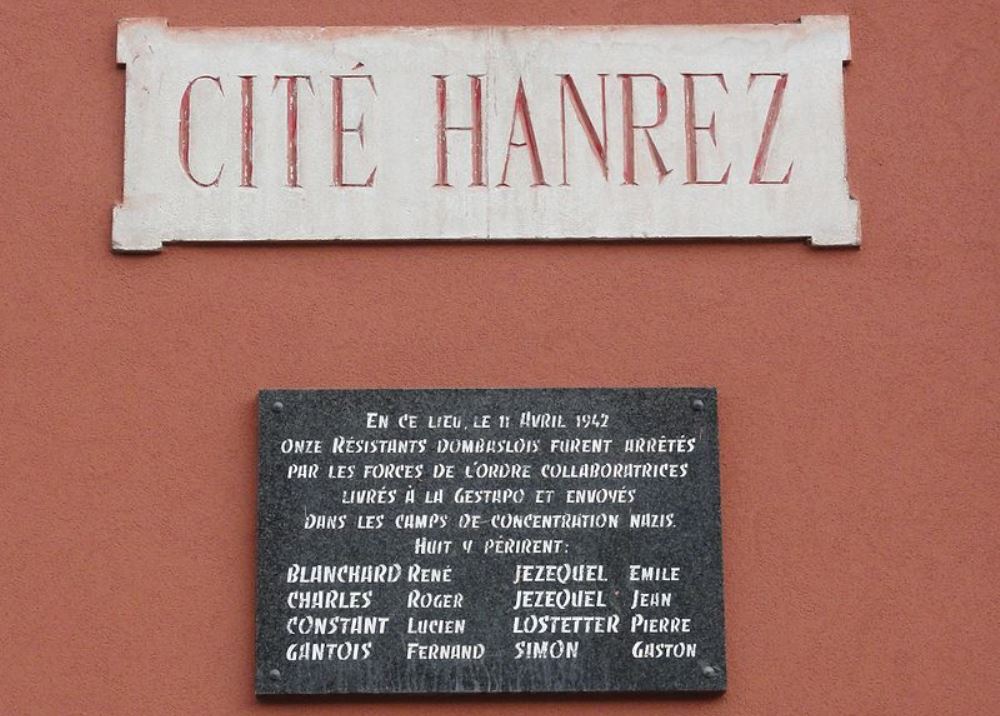 CITÉ HANREZ
EN CE LIEU, LE 11 AVRIL 1942
ONZE RÉSISTANTS DOMBASLOIS FURENT ARRÊTÉS
PAR LES FORCES DE L'ORDRE COLLABORATRICES
LIVRÉS À LA GESTAPO ET ENVOYÉS
DANS LES CAMPS DE CONCENTRATION NAZIS.
HUIT Y PÉRIRENT:
BLANCHARD RENÉ JEZEQUEL EMILE
CHARLES ROGER JEZEQUEL JEAN
CONSTANT LUCIEN LOSTETTER PIERRE
GANTOIS FERNAND SIMON GASTON